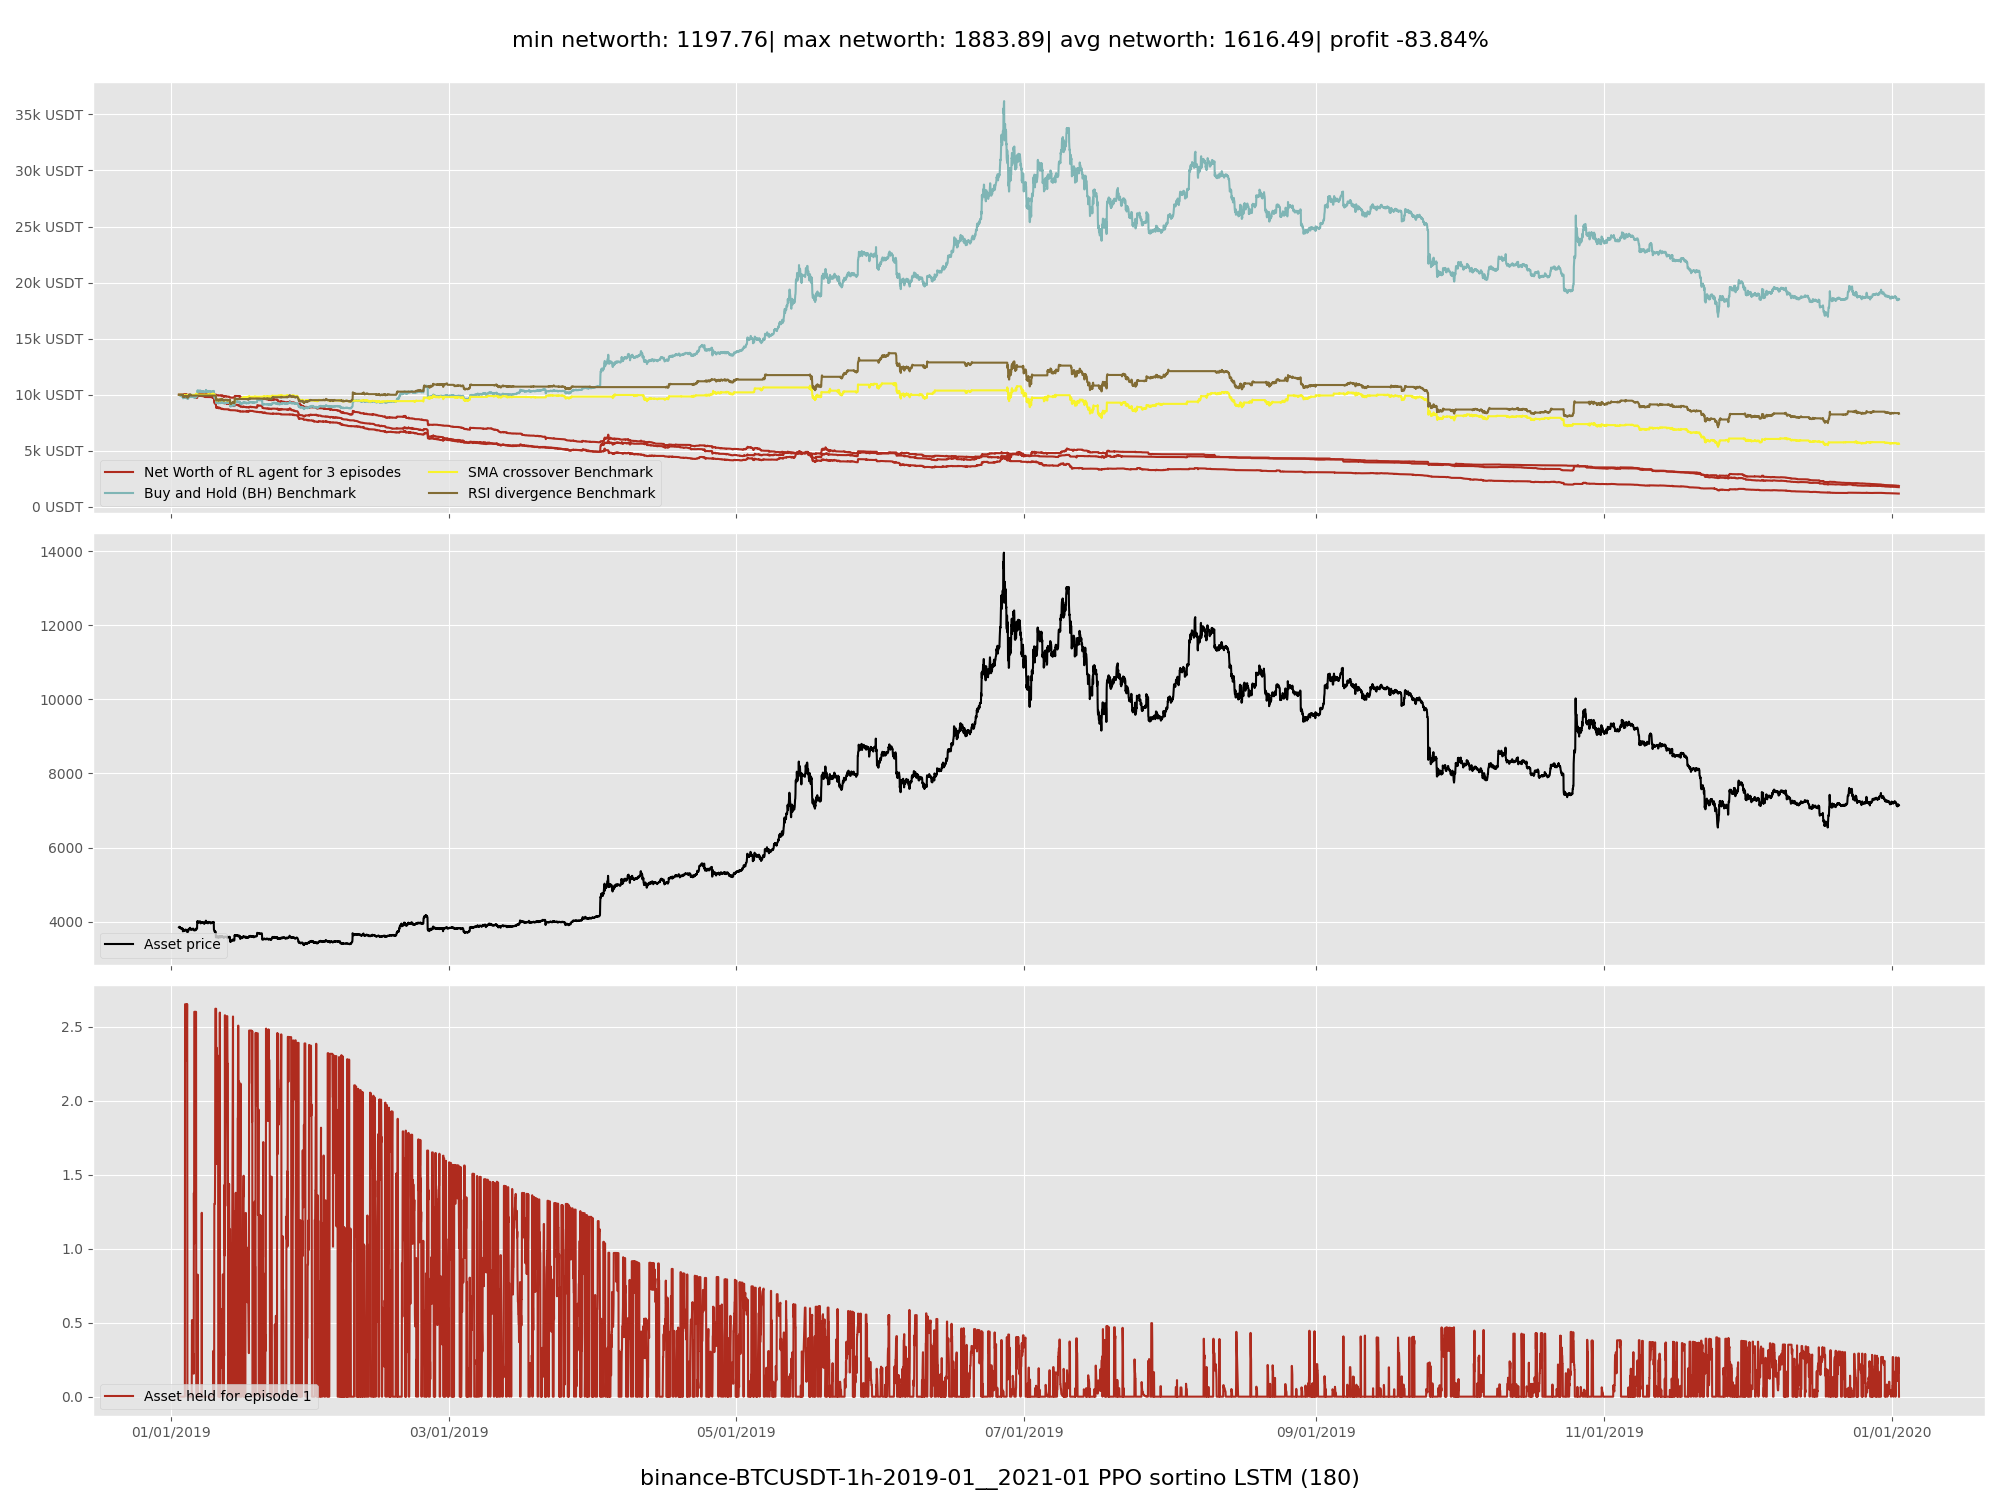 min networth: 1197.76| max networth: 1883.89| avg networth: 1616.49| profit -83.84%
35k USDT
30k USDT
25k USDT
20k USDT
15k USDT
10k USDT
5k USDT
0 USDT
Net Worth of RL agent for 3 episodes
Buy and Hold (BH) Benchmark
SMA crossover Benchmark
RSI divergence Benchmark
14000
12000
10000
8000
6000
4000
Asset price
2.5
2.0
1.5
1.0
0.5
0.0
Asset held for episode 1
01/01/2019 03/01/2019 05/01/2019 07/01/2019 09/01/2019 11/01/2019 01/01/2020
binance-BTCUSDT-1h-2019-01__2021-01 PPO sortino LSTM (180)